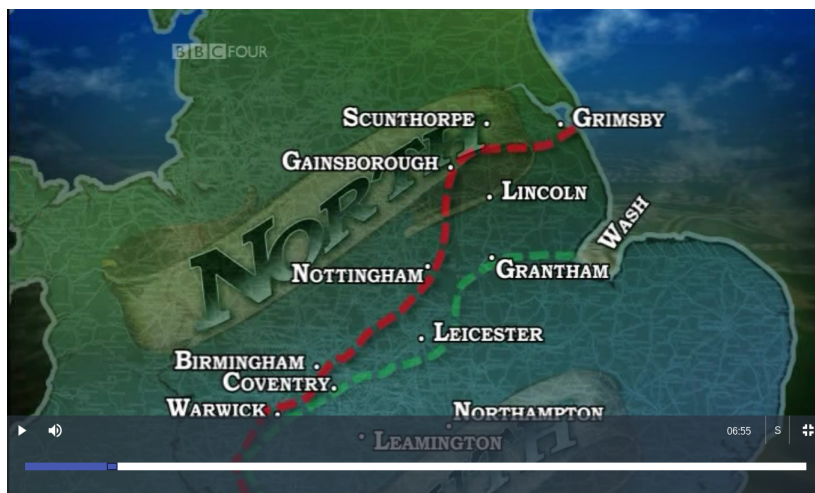 BBC FOUR
SCUNTHORPE
GRIMSBY
GAINSBOROUGH
LINCOLN
WASH
NORTH
NOTTINGHAM
GRANTHAM
LEICESTER
BIRMINGHAM
COVENTRY
WARWICK
NORTHAMPTON
LEAMINGTON
06:55
S